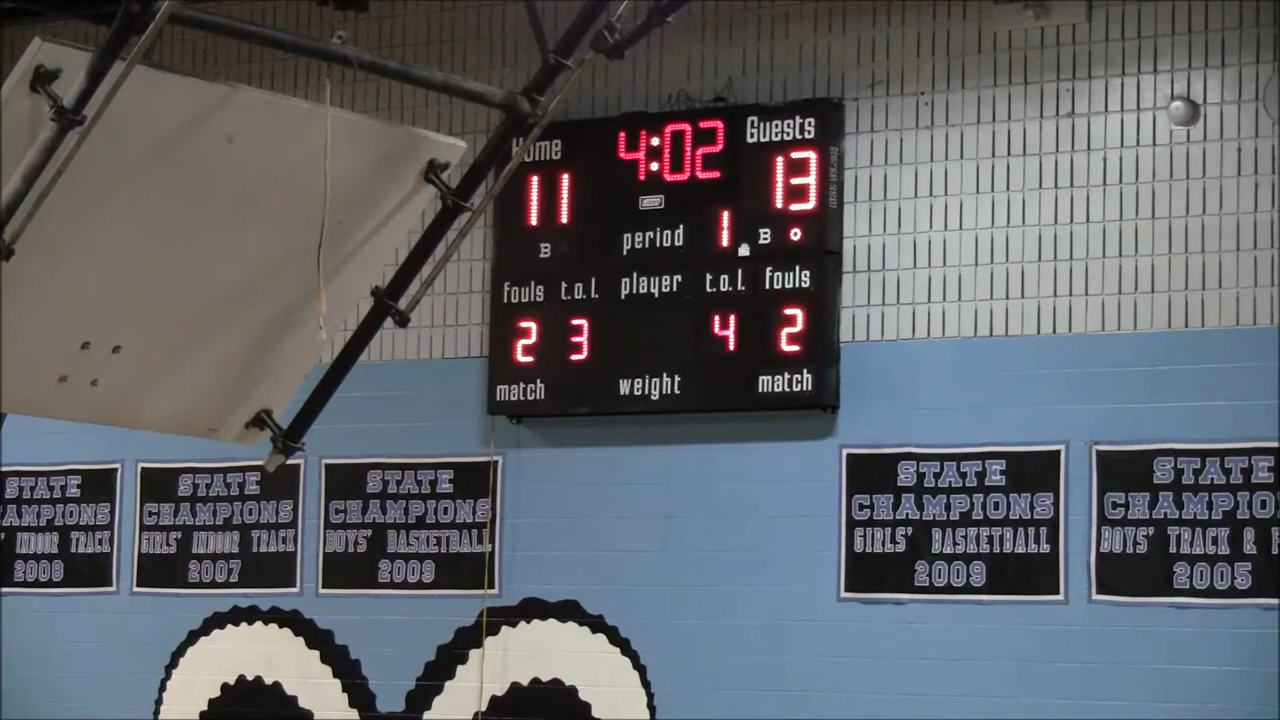 Home 4:02 Guests
11 13
period 1
B B
fouls t.o.l. player t.o.l. fouls
2 3 4 2
match weight match
STATE
CHAMPIONS
' INDOOR TRACK
2008
STATE
CHAMPIONS
GIRLS' INDOOR TRACK
2007
STATE
CHAMPIONS
BOYS' BASKETBALL
2009
STATE
CHAMPIONS
GIRLS' BASKETBALL
2009
STATE
CHAMPIO
BOYS' TRACK &
2005